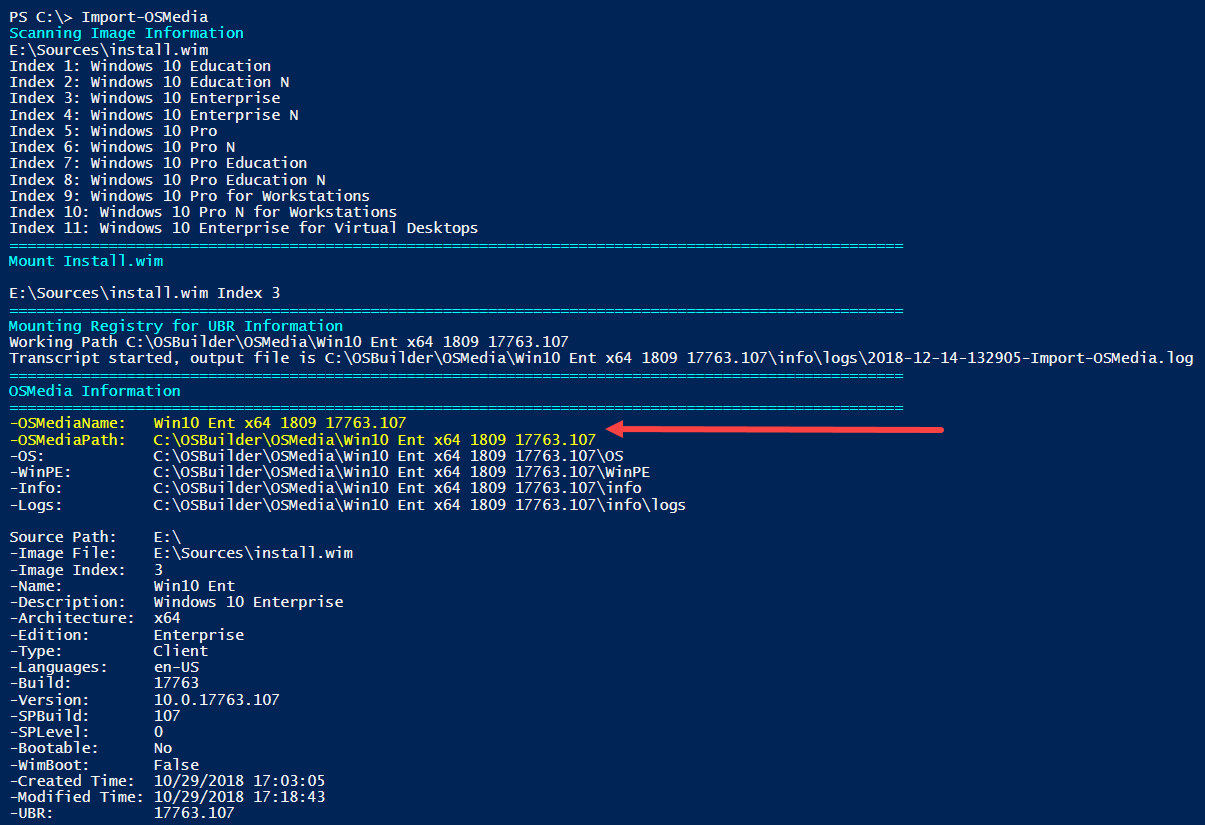 PS C:\> Import-OSMedia
Scanning Image Information
E:\Sources\install.wim
Index 1: Windows 10 Education
Index 2: Windows 10 Education N
Index 3: Windows 10 Enterprise
Index 4: Windows 10 Enterprise N
Index 5: Windows 10 Pro
Index 6: Windows 10 Pro N
Index 7: Windows 10 Pro Education
Index 8: Windows 10 Pro Education N
Index 9: Windows 10 Pro for Workstations
Index 10: Windows 10 Pro N for Workstations
Index 11: Windows 10 Enterprise for Virtual Desktops
===================================================================================================
Mount Install.wim
E:\Sources\install.wim Index 3
===================================================================================================
Mounting Registry for UBR Information
Working Path C:\OSBuilder\OSMedia\Win10 Ent x64 1809 17763.107
Transcript started, output file is C:\OSBuilder\OSMedia\Win10 Ent x64 1809 17763.107\info\logs\2018-12-14-132905-Import-OSMedia.log
===================================================================================================
OSMedia Information
===================================================================================================
-OSMediaName:   Win10 Ent x64 1809 17763.107
-OSMediaPath:   C:\OSBuilder\OSMedia\Win10 Ent x64 1809 17763.107
-OS:            C:\OSBuilder\OSMedia\Win10 Ent x64 1809 17763.107\OS
-WinPE:         C:\OSBuilder\OSMedia\Win10 Ent x64 1809 17763.107\WinPE
-Info:          C:\OSBuilder\OSMedia\Win10 Ent x64 1809 17763.107\info
-Logs:          C:\OSBuilder\OSMedia\Win10 Ent x64 1809 17763.107\info\logs
Source Path:    E:\
-Image File:    E:\Sources\install.wim
-Image Index:   3
-Name:          Win10 Ent
-Description:   Windows 10 Enterprise
-Architecture:  x64
-Edition:       Enterprise
-Type:          Client
-Languages:     en-US
-Build:         17763
-Version:       10.0.17763.107
-SPBuild:       107
-SPLevel:       0
-Bootable:      No
-WimBoot:       False
-Created Time:  10/29/2018 17:03:05
-Modified Time: 10/29/2018 17:18:43
-UBR:           17763.107